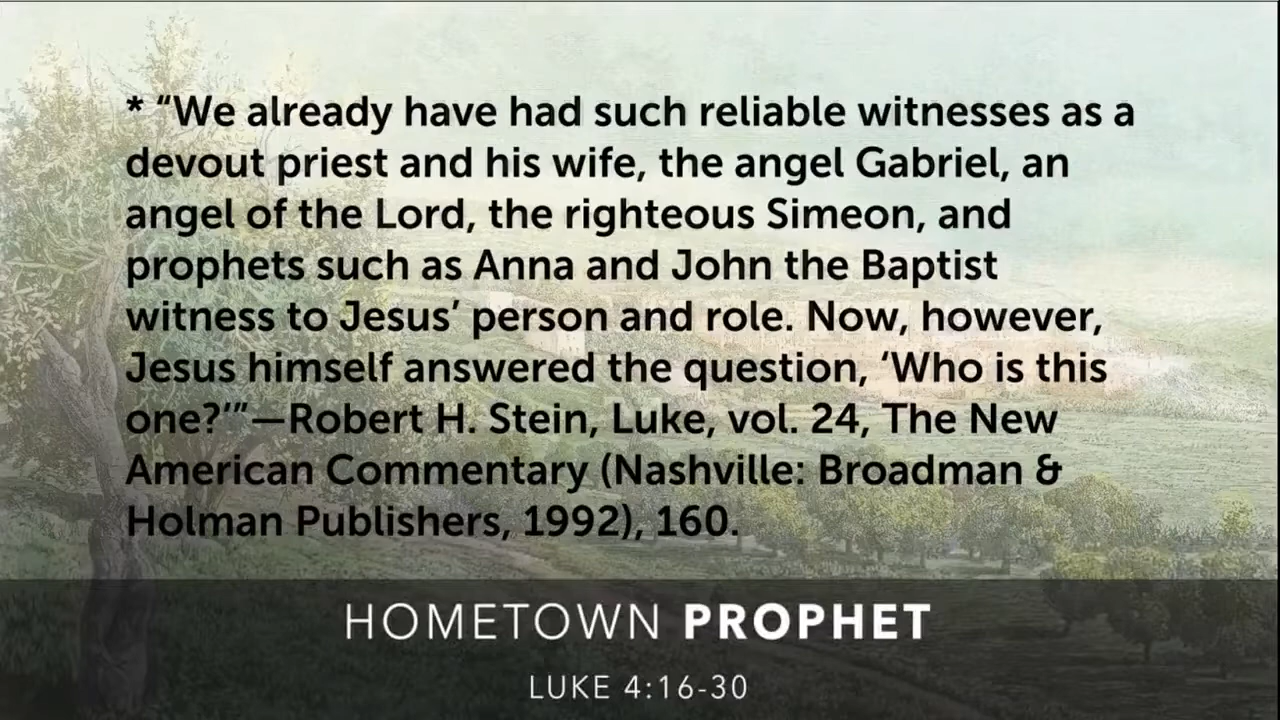 * “We already have had such reliable witnesses as a
devout priest and his wife, the angel Gabriel, an
angel of the Lord, the righteous Simeon, and
prophets such as Anna and John the Baptist
witness to Jesus’ person and role. Now, however,
Jesus himself answered the question, ‘Who is this
one?’”—Robert H. Stein, Luke, vol. 24, The New
American Commentary (Nashville: Broadman &
Holman Publishers, 1992), 160.
HOMETOWN PROPHET
LUKE 4:16-30